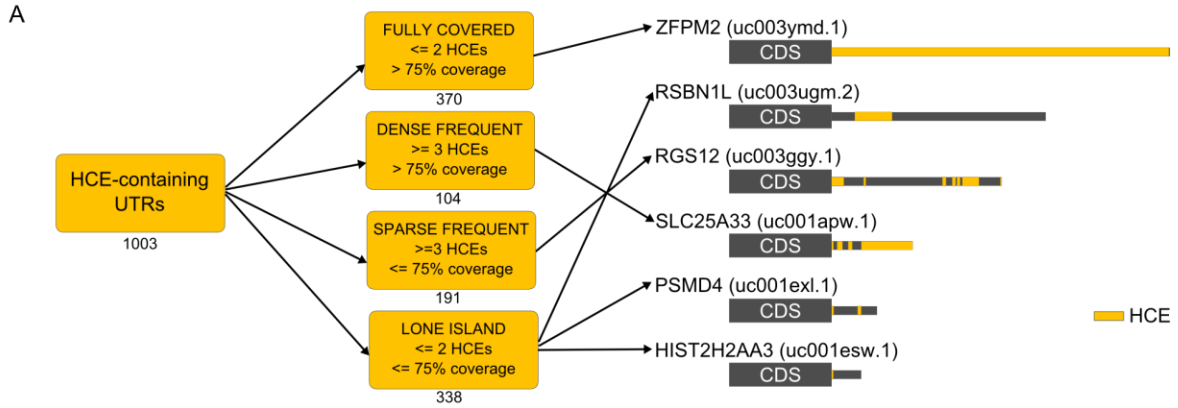 A
HCE-containing
UTRs
1003
FULLY COVERED
<= 2 HCEs
> 75% coverage
370
DENSE FREQUENT
>= 3 HCEs
> 75% coverage
104
SPARSE FREQUENT
>=3 HCEs
<= 75% coverage
191
LONE ISLAND
<= 2 HCEs
<= 75% coverage
338
ZFPM2 (uc003ymd.1)
CDS
RSBN1L (uc003ugm.2)
CDS
RGS12 (uc003ggy.1)
CDS
SLC25A33 (uc001apw.1)
CDS
PSMD4 (uc001exl.1)
CDS
HIST2H2AA3 (uc001esw.1)
CDS
HCE